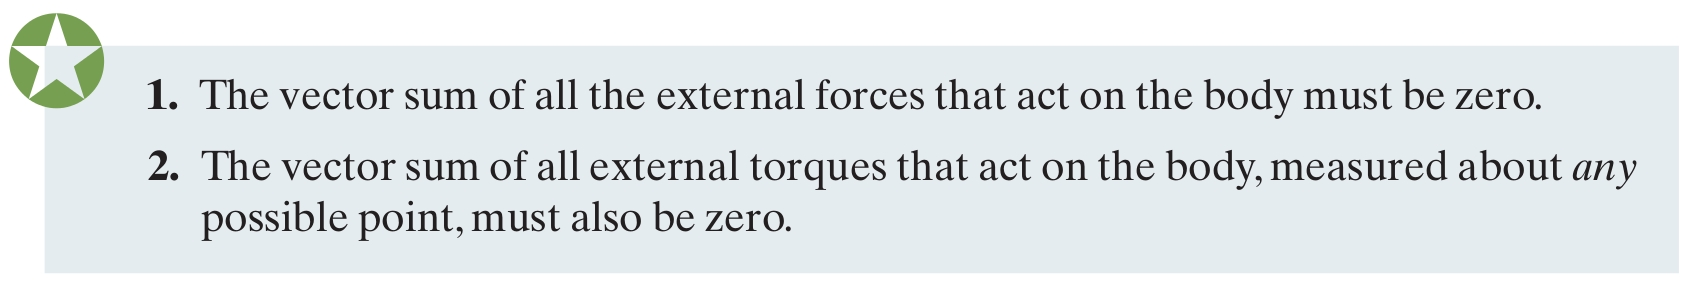 1. The vector sum of all the external forces that act on the body must be zero.
2. The vector sum of all external torques that act on the body, measured about any
possible point, must also be zero.